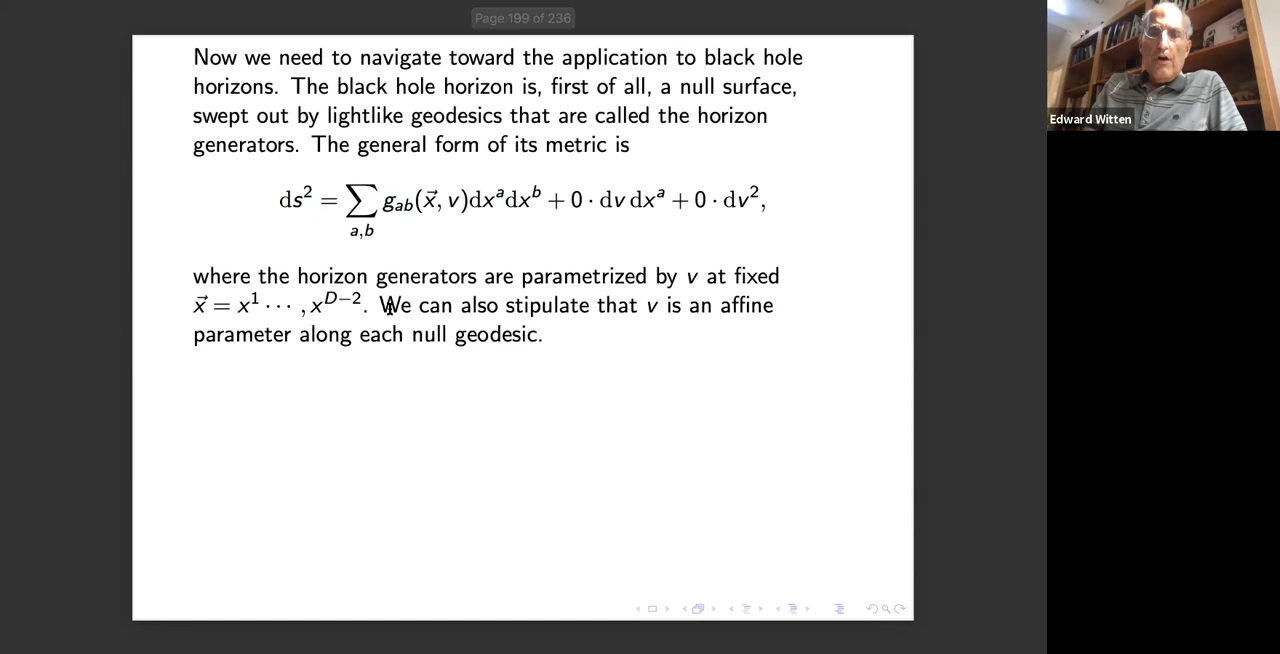 Page 199 of 236
Now we need to navigate toward the application to black hole
horizons. The black hole horizon is, first of all, a null surface,
swept out by lightlike geodesics that are called the horizon
generators. The general form of its metric is
ds² = ∑_{a,b} g_{ab}(x⃗, v)dx^a dx^b + 0 · dv dx^a + 0 · dv²,
where the horizon generators are parametrized by v at fixed
x⃗ = x¹ ··· , x^{D−2}. We can also stipulate that v is an affine
parameter along each null geodesic.
Edward Witten